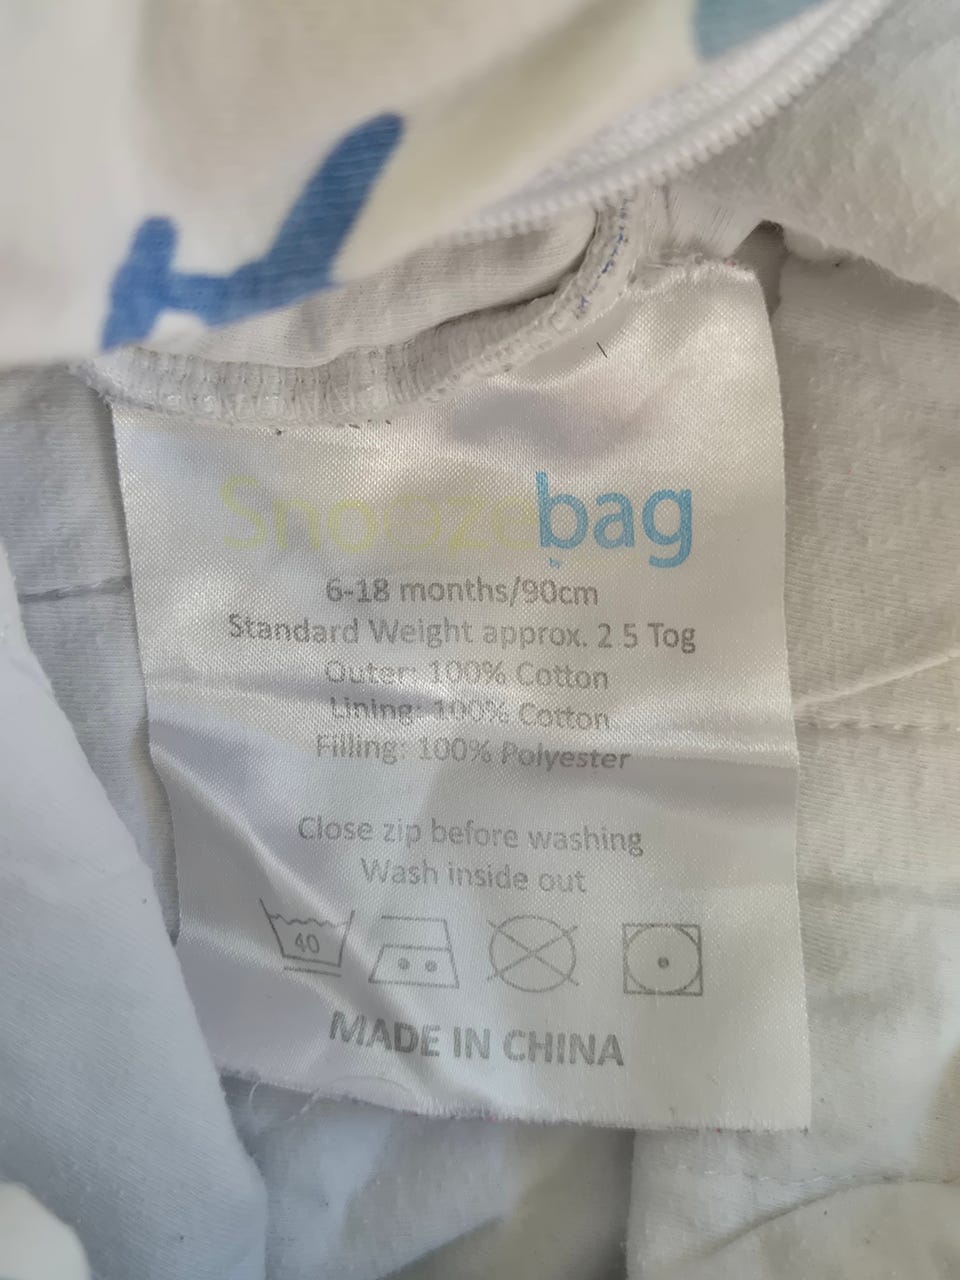 Snoozebag
6-18 months/90cm
Standard Weight approx. 2.5 Tog
Outer: 100% Cotton
Lining: 100% Cotton
Filling: 100% Polyester
Close zip before washing
Wash inside out
40
MADE IN CHINA